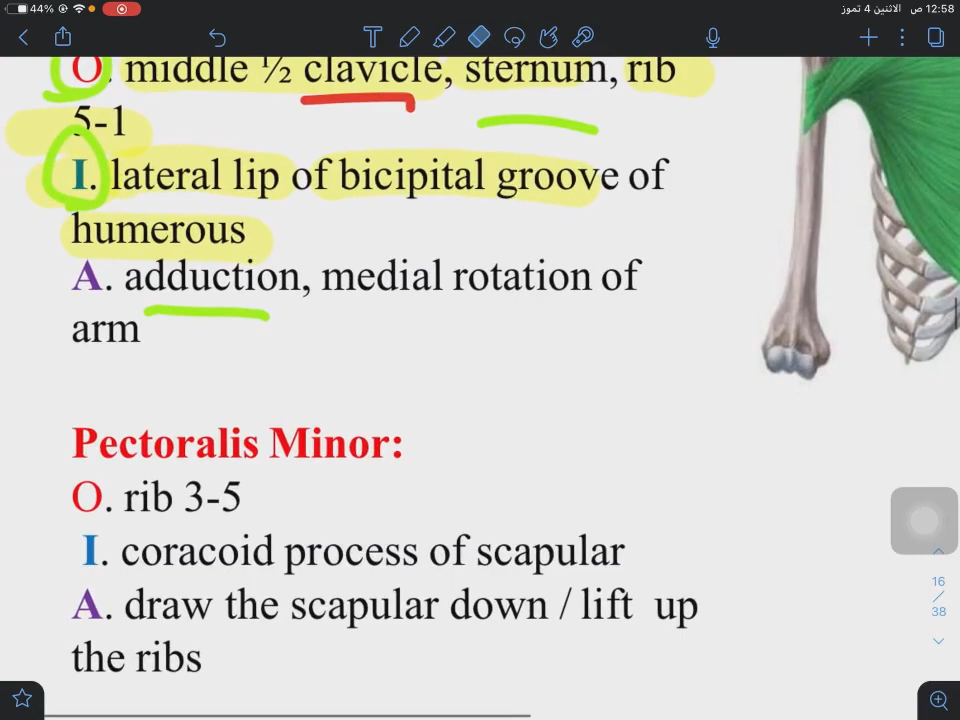 44%
12:58 ص الاثنين 4 تموز
T
O. middle ½ clavicle, sternum, rib
5-1
I. lateral lip of bicipital groove of
humerous
A. adduction, medial rotation of
arm
Pectoralis Minor:
O. rib 3-5
I. coracoid process of scapular
A. draw the scapular down / lift up
the ribs
16
/
38